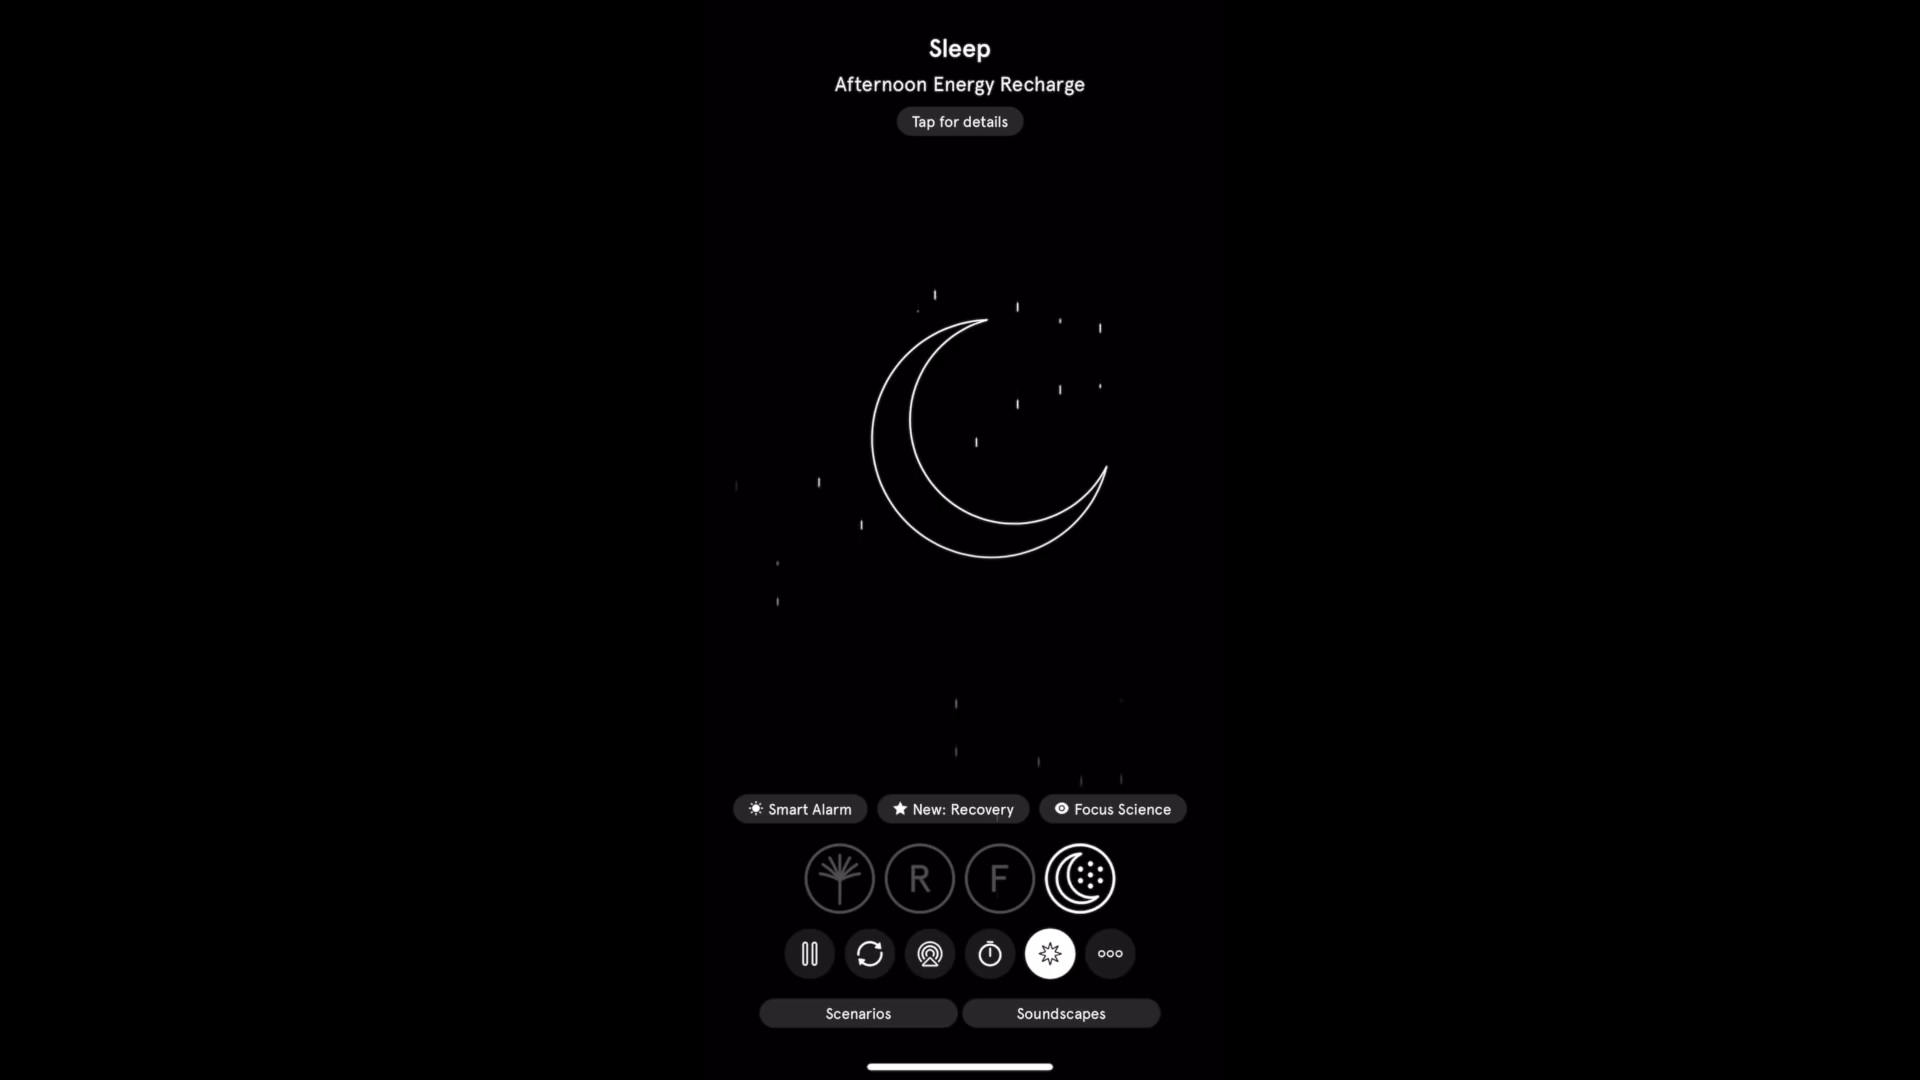 Sleep
Afternoon Energy Recharge
Tap for details
Smart Alarm
New: Recovery
Focus Science
R
F
Scenarios
Soundscapes